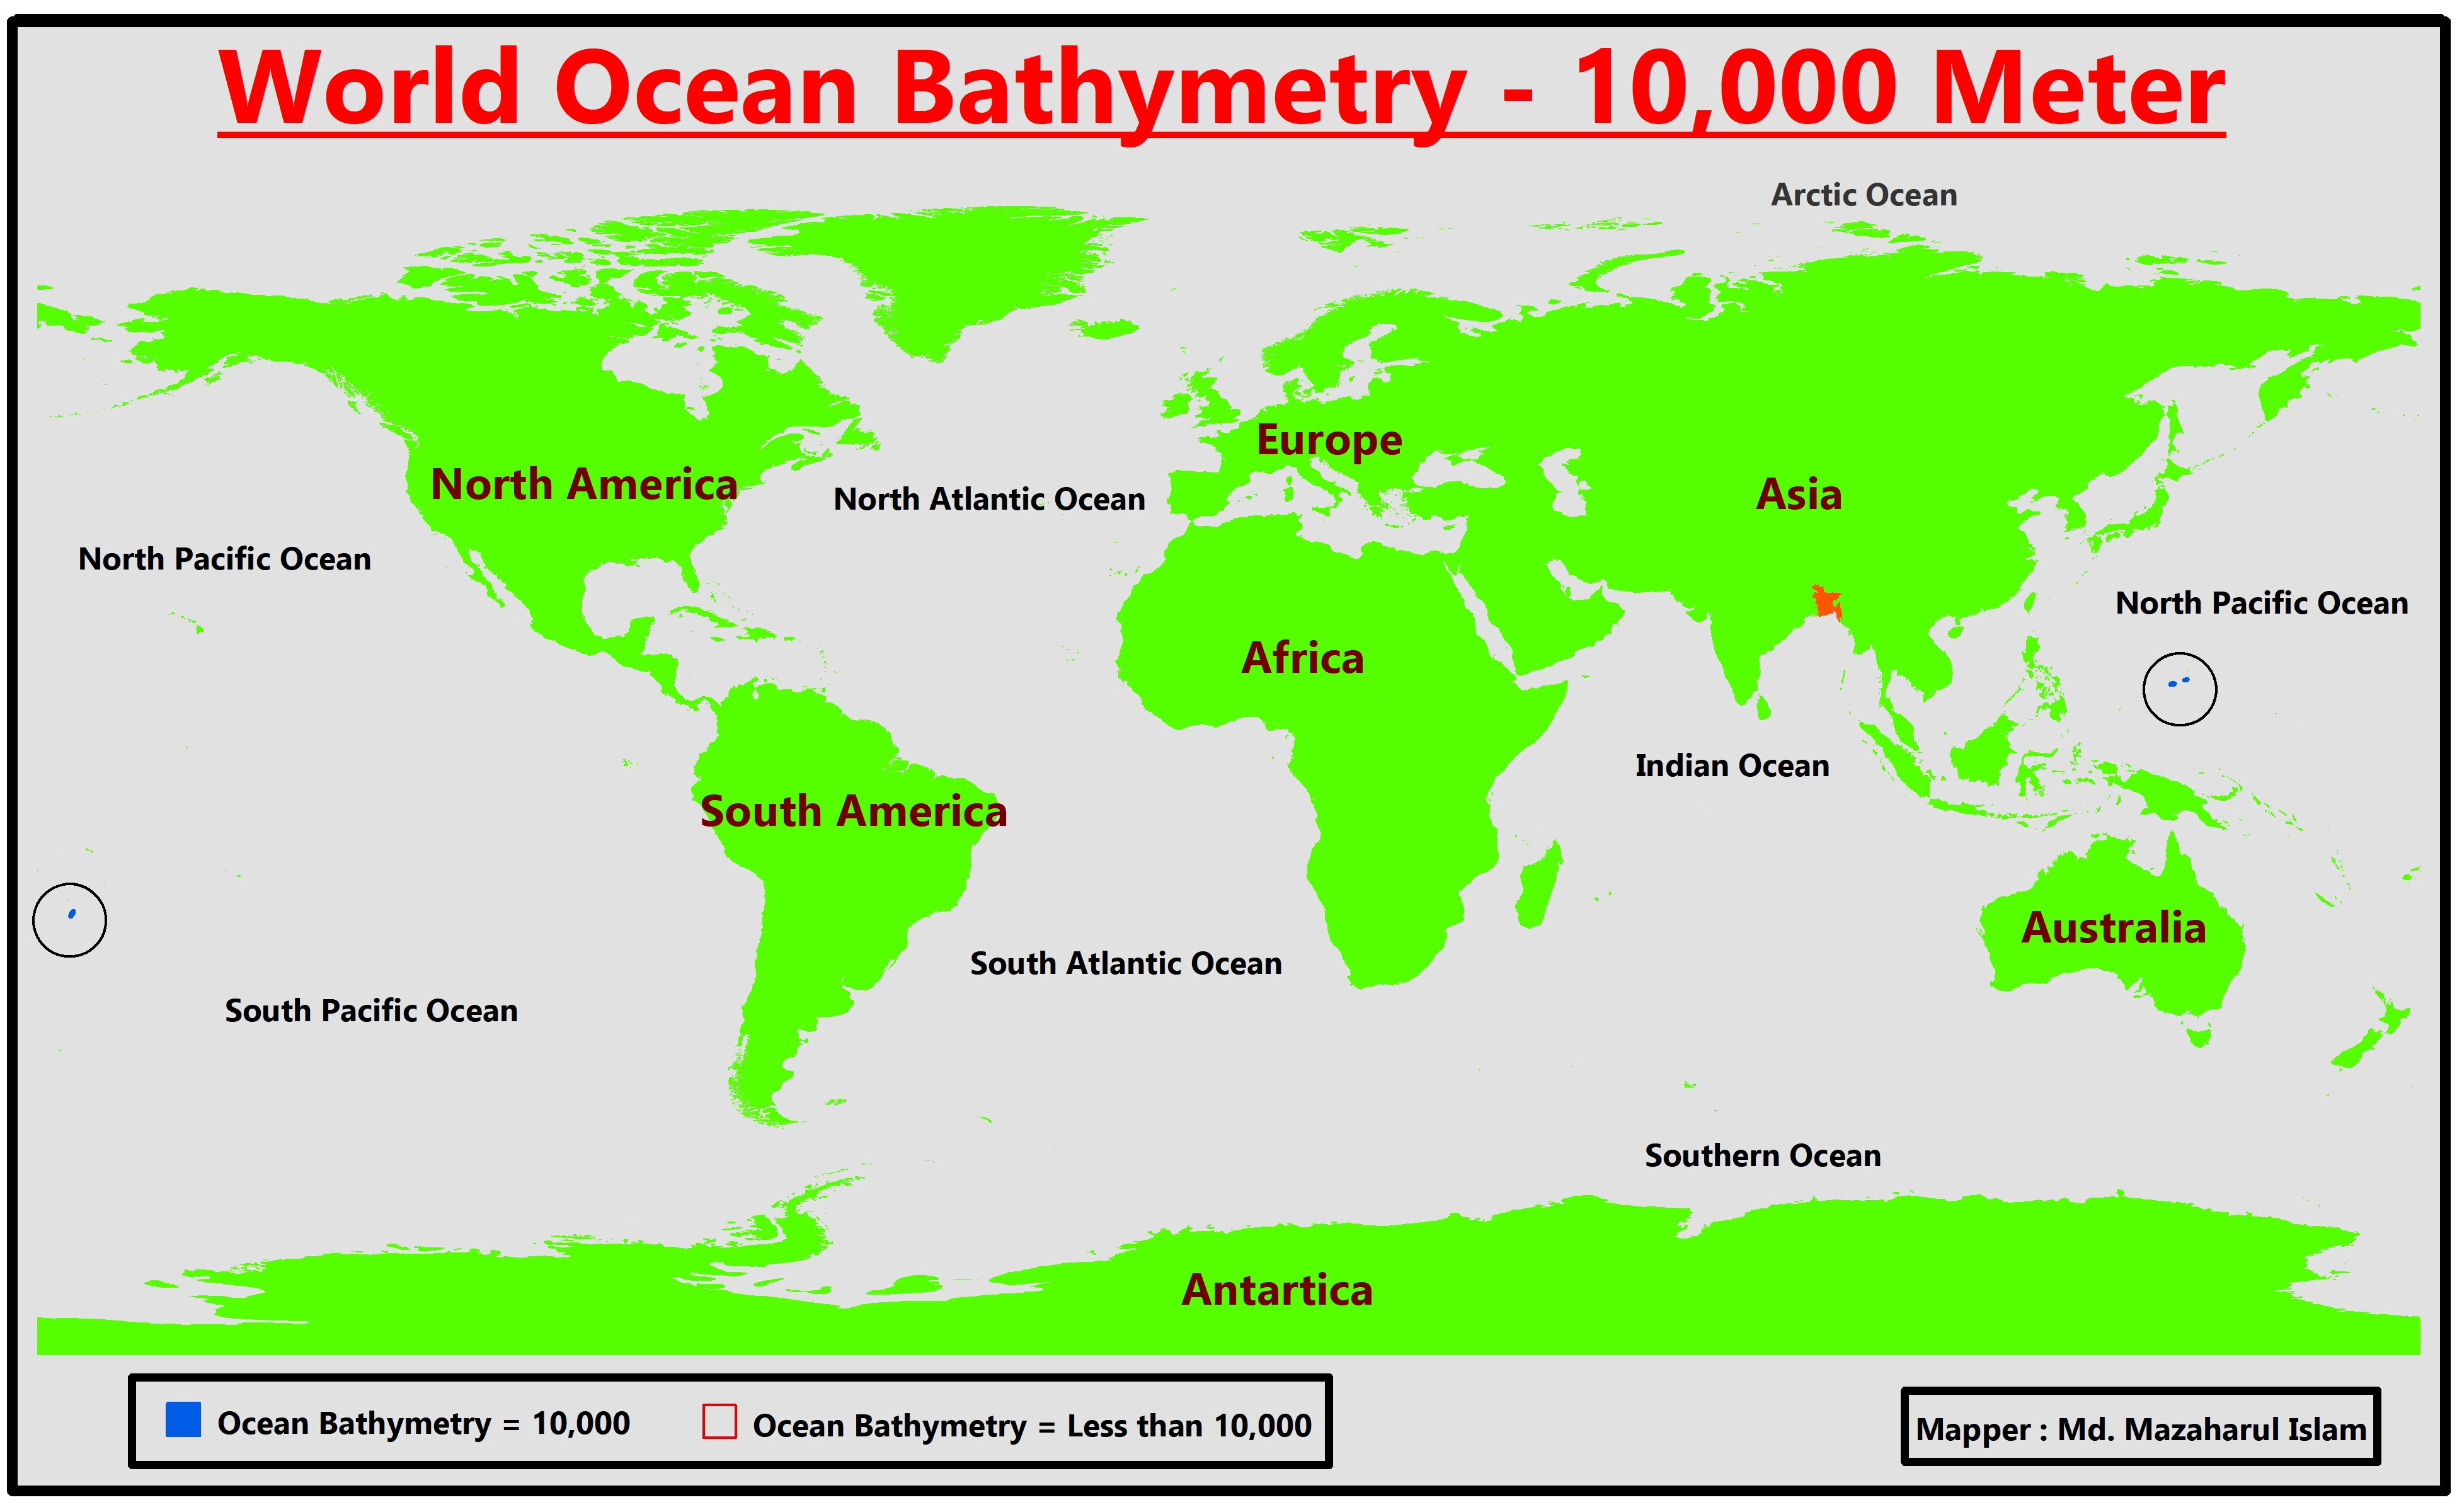 World Ocean Bathymetry - 10,000 Meter
Arctic Ocean
Europe
North America
North Atlantic Ocean
Asia
North Pacific Ocean
North Pacific Ocean
Africa
Indian Ocean
South America
Australia
South Atlantic Ocean
South Pacific Ocean
Southern Ocean
Antartica
Ocean Bathymetry = 10,000
Ocean Bathymetry = Less than 10,000
Mapper : Md. Mazaharul Islam